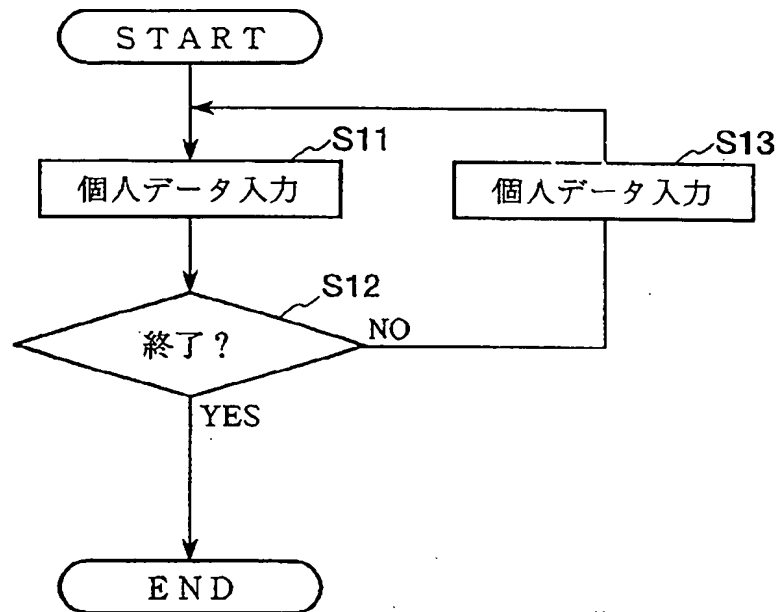 START
S11
個人データ入力
S13
個人データ入力
S12
終了?
NO
YES
END